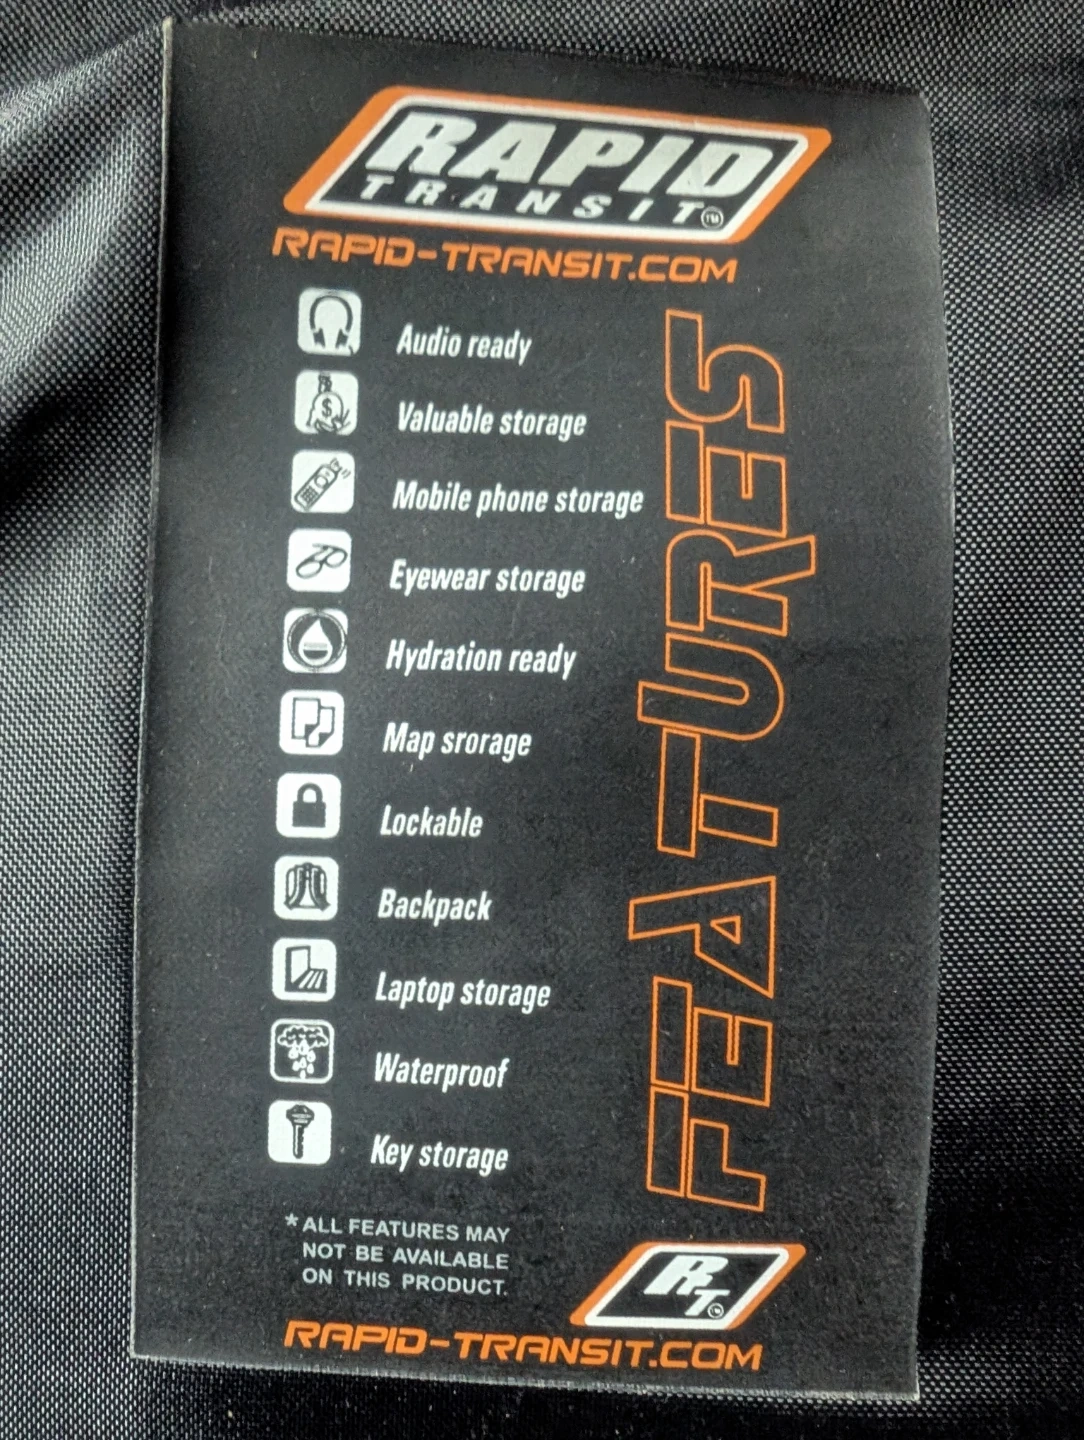 RAPID
TRANSIT TM
RAPID-TRANSIT.COM
Audio ready
Valuable storage
Mobile phone storage
Eyewear storage
Hydration ready
Map srorage
Lockable
Backpack
Laptop storage
Waterproof
Key storage
FEATURES
*ALL FEATURES MAY
NOT BE AVAILABLE
ON THIS PRODUCT.
RT
RAPID-TRANSIT.COM